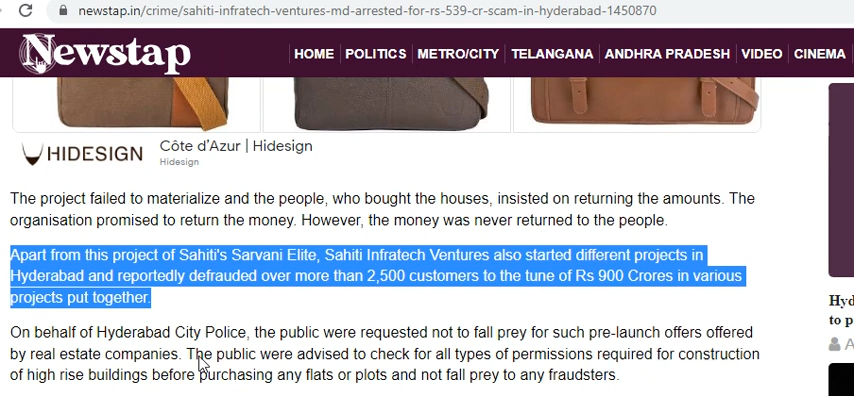 newstap.in/crime/sahiti-infratech-ventures-md-arrested-for-rs-539-cr-scam-in-hyderabad-1450870
Newstap
HOME POLITICS METRO/CITY TELANGANA ANDHRA PRADESH VIDEO CINEMA
HIDESIGN
Côte d'Azur | Hidesign
Hidesign
The project failed to materialize and the people, who bought the houses, insisted on returning the amounts. The
organisation promised to return the money. However, the money was never returned to the people.
Apart from this project of Sahiti's Sarvani Elite, Sahiti Infratech Ventures also started different projects in
Hyderabad and reportedly defrauded over more than 2,500 customers to the tune of Rs 900 Crores in various
projects put together.
On behalf of Hyderabad City Police, the public were requested not to fall prey for such pre-launch offers offered
by real estate companies. The public were advised to check for all types of permissions required for construction
of high rise buildings before purchasing any flats or plots and not fall prey to any fraudsters.
Hyd
to p
A